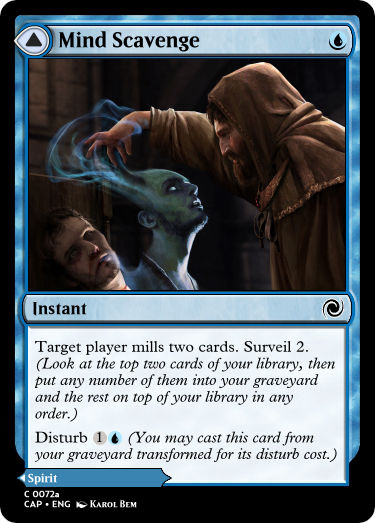 Mind Scavenge
Instant
Target player mills two cards. Surveil 2.
(Look at the top two cards of your library, then
put any number of them into your graveyard
and the rest on top of your library in any
order.)
Disturb 1 (You may cast this card from
your graveyard transformed for its disturb cost.)
Spirit
C 0072a
CAP • ENG Karol Bem